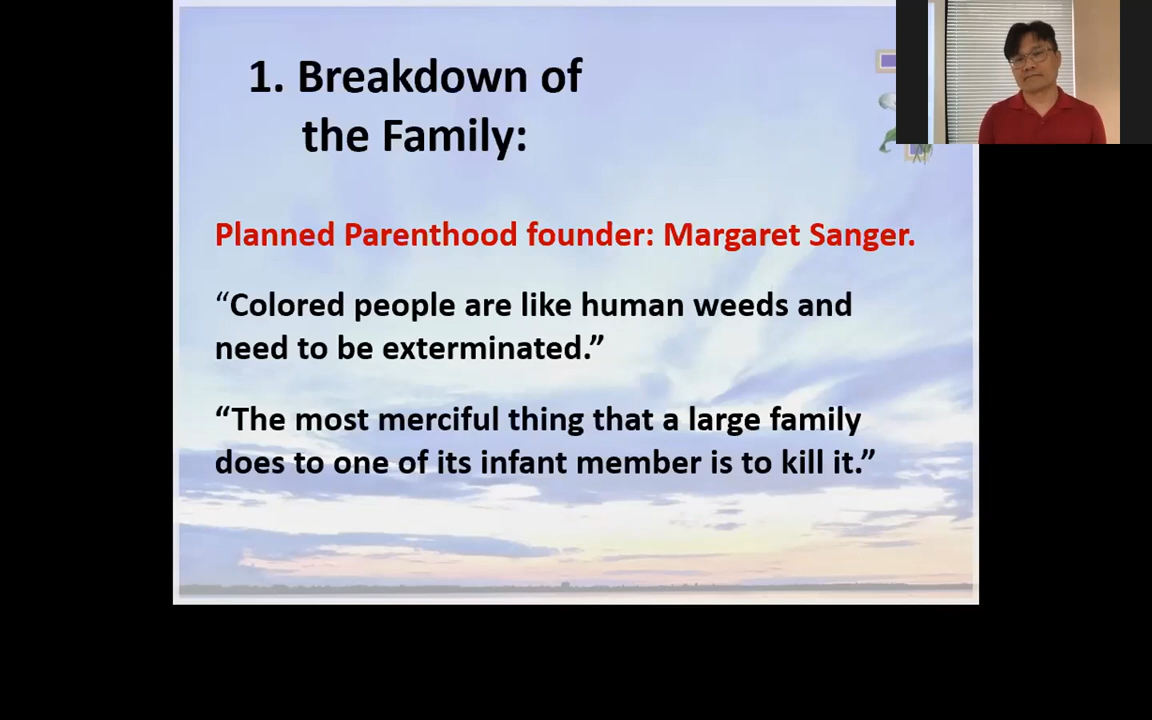 1. Breakdown of
the Family:
Planned Parenthood founder: Margaret Sanger.
“Colored people are like human weeds and
need to be exterminated.”
“The most merciful thing that a large family
does to one of its infant member is to kill it.”